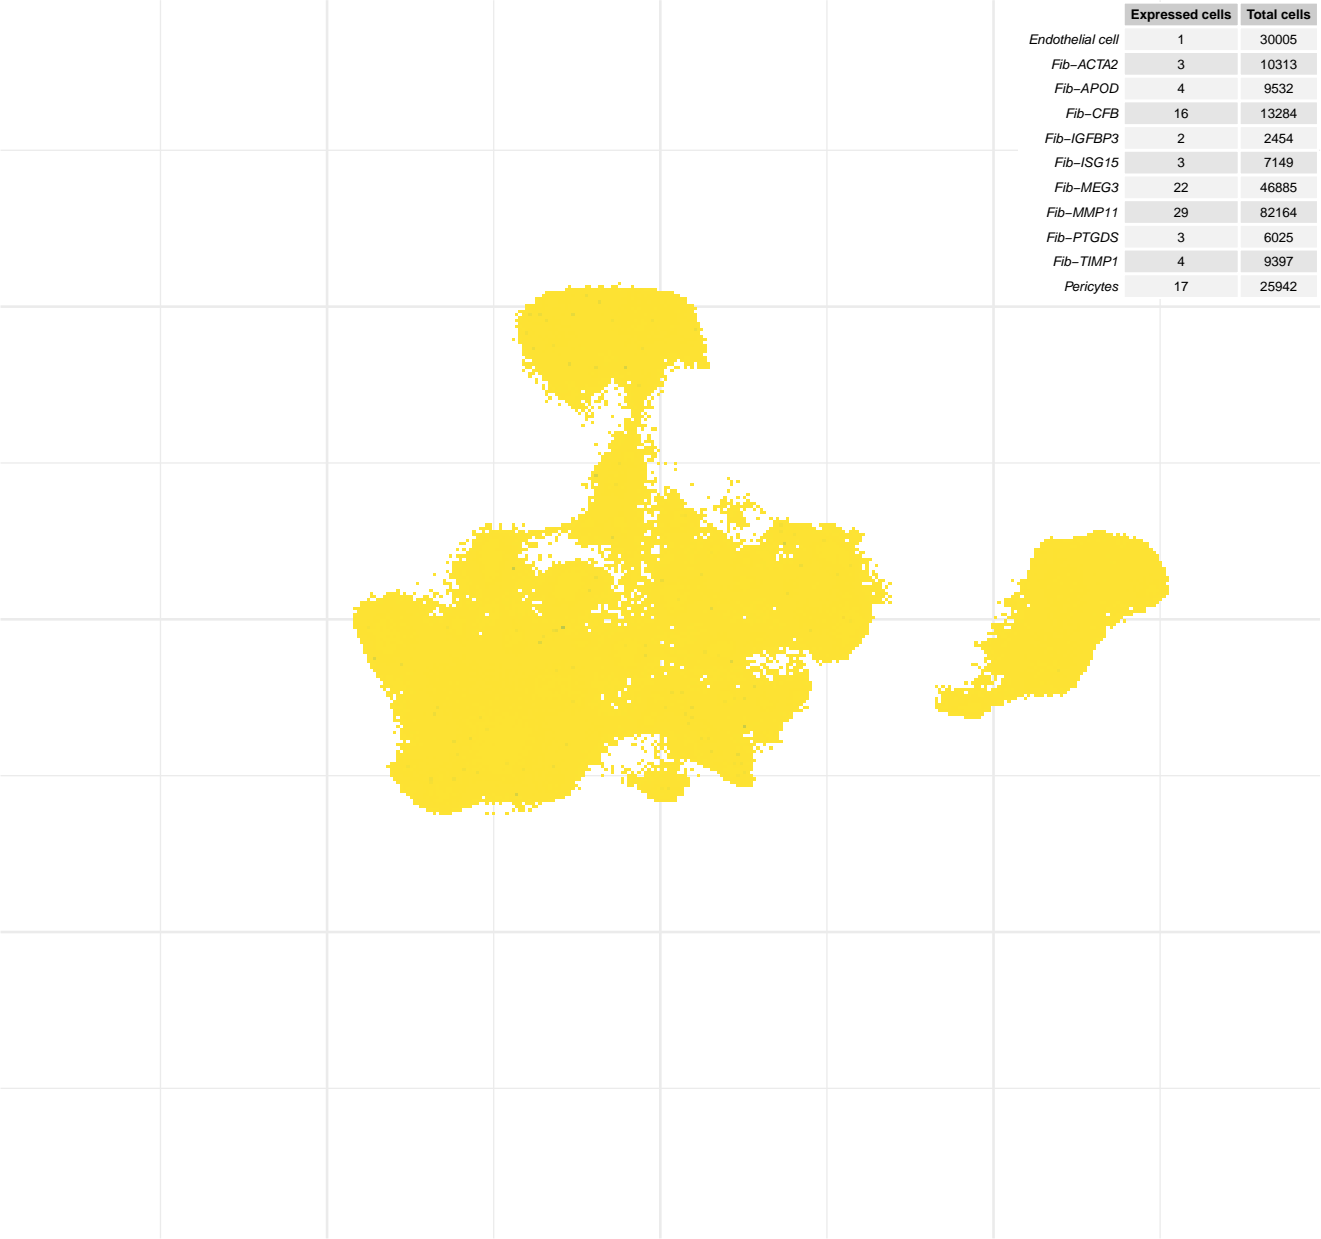 Expressed cells Total cells
Endothelial cell 1 30005
Fib−ACTA2 3 10313
Fib−APOD 4 9532
Fib−CFB 16 13284
Fib−IGFBP3 2 2454
Fib−ISG15 3 7149
Fib−MEG3 22 46885
Fib−MMP11 29 82164
Fib−PTGDS 3 6025
Fib−TIMP1 4 9397
Pericytes 17 25942